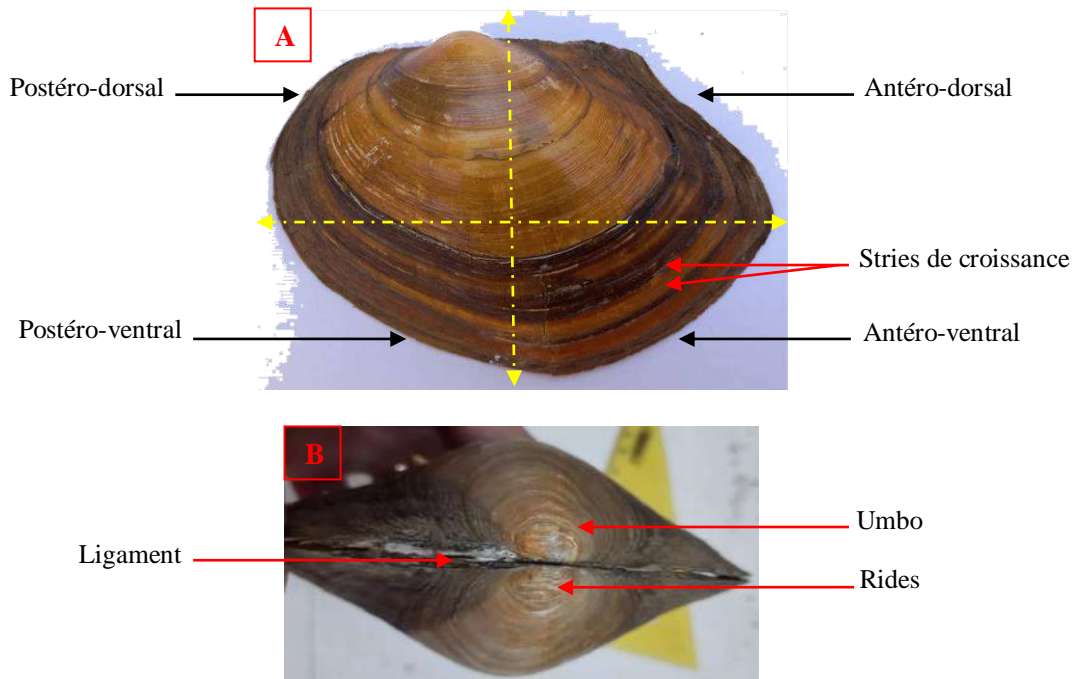 A
Postéro-dorsal
Antéro-dorsal
Stries de croissance
Postéro-ventral
Antéro-ventral
B
Umbo
Ligament
Rides